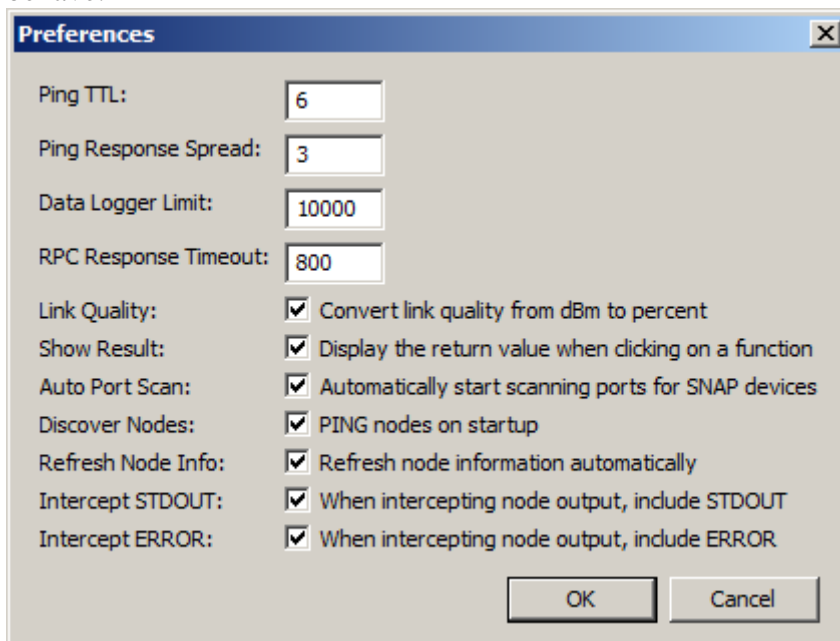 Preferences
Ping TTL: 6
Ping Response Spread: 3
Data Logger Limit: 10000
RPC Response Timeout: 800
Link Quality: Convert link quality from dBm to percent
Show Result: Display the return value when clicking on a function
Auto Port Scan: Automatically start scanning ports for SNAP devices
Discover Nodes: PING nodes on startup
Refresh Node Info: Refresh node information automatically
Intercept STDOUT: When intercepting node output, include STDOUT
Intercept ERROR: When intercepting node output, include ERROR
OK Cancel